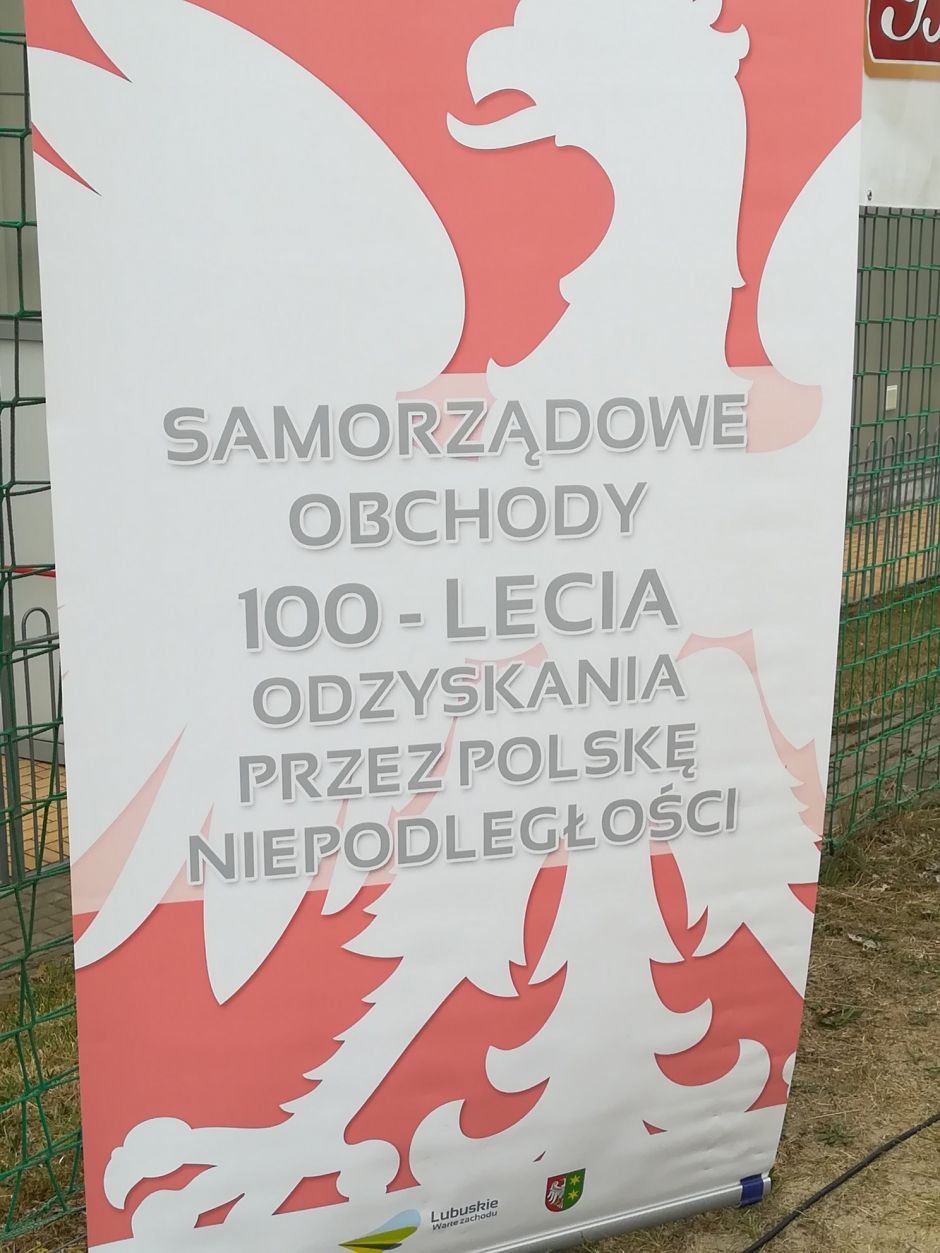 SAMORZĄDOWE
OBCHODY
100 - LECIA
ODZYSKANIA
PRZEZ POLSKĘ
NIEPODLEGŁOŚCI
Lubuskie
Warte zachodu